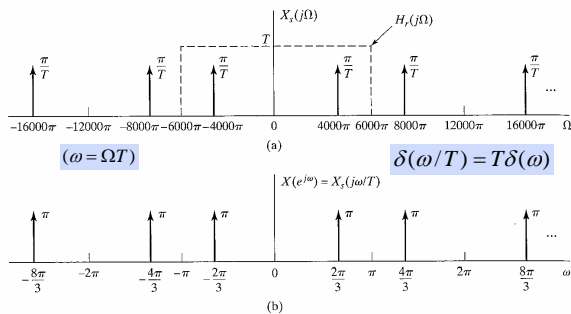 X_s(jΩ)
H_r(jΩ)
T
π/T π/T π/T π/T π/T π/T
...
−16000π −12000π −8000π −6000π −4000π 0 4000π 6000π 8000π 12000π 16000π Ω
(a)
(ω = ΩT) δ(ω/T) = Tδ(ω)
X(e^{jω}) = X_s(jω/T)
π π π π π π
...
−8π/3 −2π −4π/3 −π −2π/3 0 2π/3 π 4π/3 2π 8π/3 ω
(b)